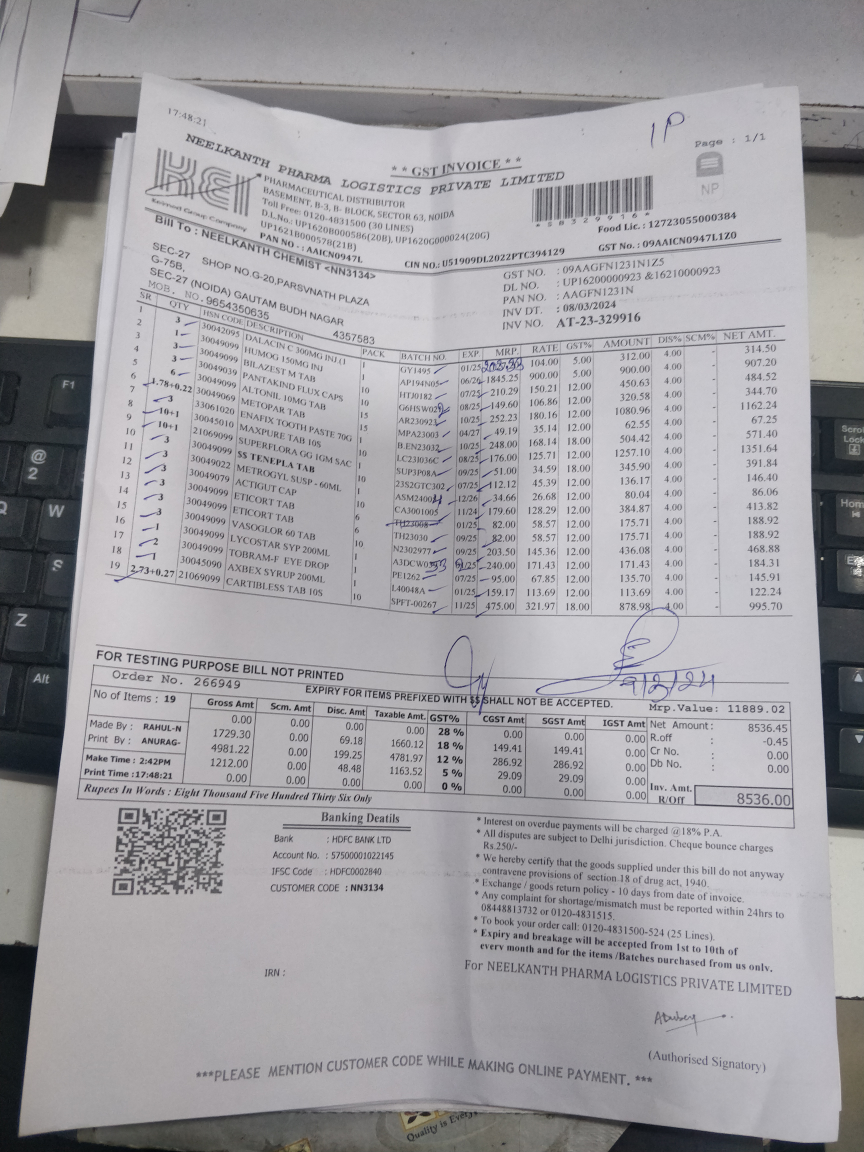 17:48:21
1P
Page : 1/1
* * GST INVOICE * *
NEELKANTH PHARMA LOGISTICS PRIVATE LIMITED
KEI
Keimed Group Company
NP
PHARMACEUTICAL DISTRIBUTOR
BASEMENT, B-3, B- BLOCK, SECTOR 63, NOIDA
Toll Free: 0120-4831500 (30 LINES)
D.L.No.: UP1620B000586(20B), UP1620G000024(20G)
UP1621B000578(21B)
PAN NO - : AAICN0947L
CIN NO.: U51909DL2022PTC394129
*58329916*
Food Lic. : 12723055000384
GST No. : 09AAICN0947L1Z0
Bill To : NEELKANTH CHEMIST <NN3134>
SEC-27 SHOP NO G-20,PARSVNATH PLAZA
G-75B,
SEC-27 (NOIDA) GAUTAM BUDH NAGAR
MOB. NO.9654350635 4357583
GST NO. : 09AAGFN1231N1Z5
DL NO. : UP16200000923 &16210000923
PAN NO. : AAGFN1231N
INV DT. : 08/03/2024
INV NO. AT-23-329916
SR QTY HSN CODE DESCRIPTION PACK BATCH NO. EXP. MRP. RATE GST% AMOUNT DIS% SCM% NET AMT.
1 3 30042095 DALACIN C 300MG INJ.(1 1 GY1495 01/25 104.00 5.00 312.00 4.00 - 314.50
2 1 30049099 HUMOG 150MG INJ 1 AP194N05 06/26 1845.25 900.00 5.00 900.00 4.00 - 907.20
3 3 30049099 BILAZEST M TAB 10 HTJ0182 07/25 210.29 150.21 12.00 450.63 4.00 - 484.52
4 3 30049039 PANTAKIND FLUX CAPS 10 G6HSW022 08/25 149.60 106.86 12.00 320.58 4.00 - 344.70
5 6 30049099 ALTONIL 10MG TAB 10 AR230923 10/25 252.23 180.16 12.00 1080.96 4.00 - 1162.24
6 1.78+0.22 30049069 METOPAR TAB 15 MPA23003 04/27 49.19 35.14 12.00 62.55 4.00 - 67.25
7 3 33061020 ENAFIX TOOTH PASTE 70G 1 B.EN23032 10/25 248.00 168.14 18.00 504.42 4.00 - 571.40
8 10+1 30045010 MAXPURE TAB 10S 10 LC23J036C 08/25 176.00 125.71 12.00 1257.10 4.00 - 1351.64
9 10+1 21069099 SUPERFLORA GG 1GM SAC 1 SUP3P08A 09/25 51.00 34.59 18.00 345.90 4.00 - 391.84
10 3 30049099 $$ TENEPLA TAB 10 23S2GTC302 07/25 112.12 45.39 12.00 136.17 4.00 - 146.40
11 3 30049022 METROGYL SUSP - 60ML 1 ASM24004 12/26 34.66 26.68 12.00 80.04 4.00 - 86.06
12 3 30049079 ACTIGUT CAP 10 CA3001005 11/24 179.60 128.29 12.00 384.87 4.00 - 413.82
13 3 30049099 ETICORT TAB 6 TH23008 01/25 82.00 58.57 12.00 175.71 4.00 - 188.92
14 3 30049099 ETICORT TAB 6 TH23030 09/25 82.00 58.57 12.00 175.71 4.00 - 188.92
15 3 30049099 VASOGLOR 60 TAB 10 N2302977 09/25 203.50 145.36 12.00 436.08 4.00 - 468.88
16 1 30049099 LYCOSTAR SYP 200ML 1 240.00 171.43 12.00 171.43 4.00 - 184.31
17 2 30049099 TOBRAM-F EYE DROP 1 PE1262 07/25 95.00 67.85 12.00 135.70 4.00 - 145.91
18 1 30045090 AXBEX SYRUP 200ML 1 L40048A 01/25 159.17 113.69 12.00 113.69 4.00 - 122.24
19 2.73+0.27 21069099 CARTIBLESS TAB 10S 10 SPFT-00267 11/25 475.00 321.97 18.00 878.98 4.00 - 995.70
9/3/24
FOR TESTING PURPOSE BILL NOT PRINTED
Order No. 266949 EXPIRY FOR ITEMS PREFIXED WITH $$ SHALL NOT BE ACCEPTED. Mrp.Value: 11889.02
No of Items : 19
Made By : RAHUL-N
Print By : ANURAG-
Make Time : 2:42PM
Print Time :17:48:21
Gross Amt Scm. Amt Disc. Amt Taxable Amt. GST% CGST Amt SGST Amt IGST Amt
0.00 0.00 0.00 0.00 28 % 0.00 0.00 0.00
1729.30 0.00 69.18 1660.12 18 % 149.41 149.41 0.00
4981.22 0.00 199.25 4781.97 12 % 286.92 286.92 0.00
1212.00 0.00 48.48 1163.52 5 % 29.09 29.09 0.00
0.00 0.00 0.00 0.00 0 % 0.00 0.00 0.00
Net Amount: 8536.45
R.off : -0.45
Cr No. : 0.00
Db No. : 0.00
Inv. Amt. R/Off 8536.00
Rupees In Words : Eight Thousand Five Hundred Thirty Six Only
Banking Deatils
Bank : HDFC BANK LTD
Account No. : 57500001022145
IFSC Code : HDFC0002840
CUSTOMER CODE : NN3134
* Interest on overdue payments will be charged @18% P.A.
* All disputes are subject to Delhi jurisdiction. Cheque bounce charges
Rs.250/-
* We hereby certify that the goods supplied under this bill do not anyway
contravene provisions of section 18 of drug act, 1940.
* Exchange / goods return policy - 10 days from date of invoice.
* Any complaint for shortage/mismatch must be reported within 24hrs to
08448813732 or 0120-4831515.
* To book your order call: 0120-4831500-524 (25 Lines).
* Expiry and breakage will be accepted from 1st to 10th of
every month and for the items /Batches purchased from us only.
IRN :
For NEELKANTH PHARMA LOGISTICS PRIVATE LIMITED
(Authorised Signatory)
***PLEASE MENTION CUSTOMER CODE WHILE MAKING ONLINE PAYMENT. ***
F1
@
2
Q
W
Z
Alt
Scroll
Lock
Home
Quality is Every